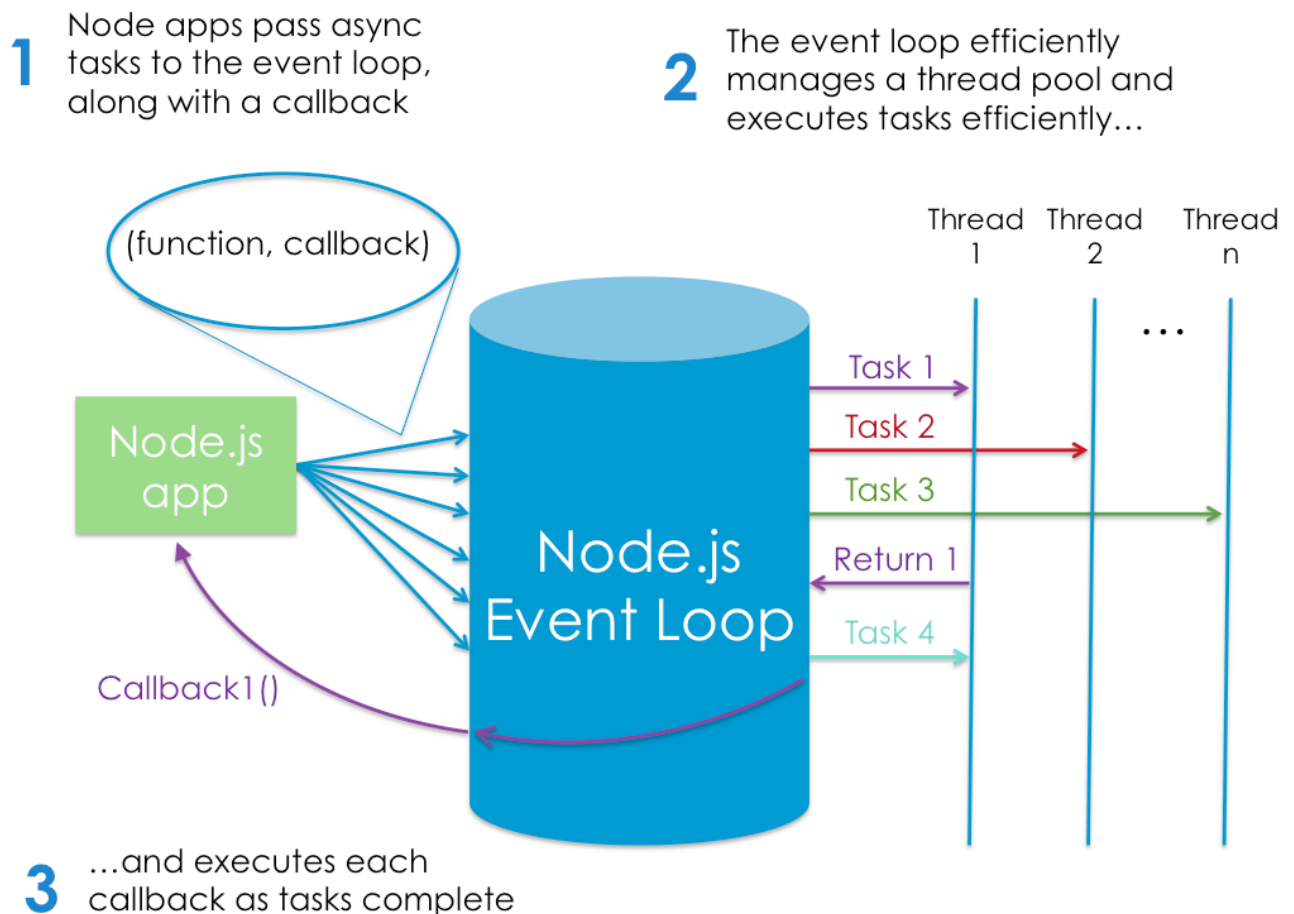 1
Node apps pass async
tasks to the event loop,
along with a callback
2
The event loop efficiently
manages a thread pool and
executes tasks efficiently…
(function, callback)
Thread
1
Thread
2
…
Thread
n
Node.js
app
Node.js
Event Loop
Task 1
Task 2
Task 3
Return 1
Task 4
Callback1()
3
…and executes each
callback as tasks complete